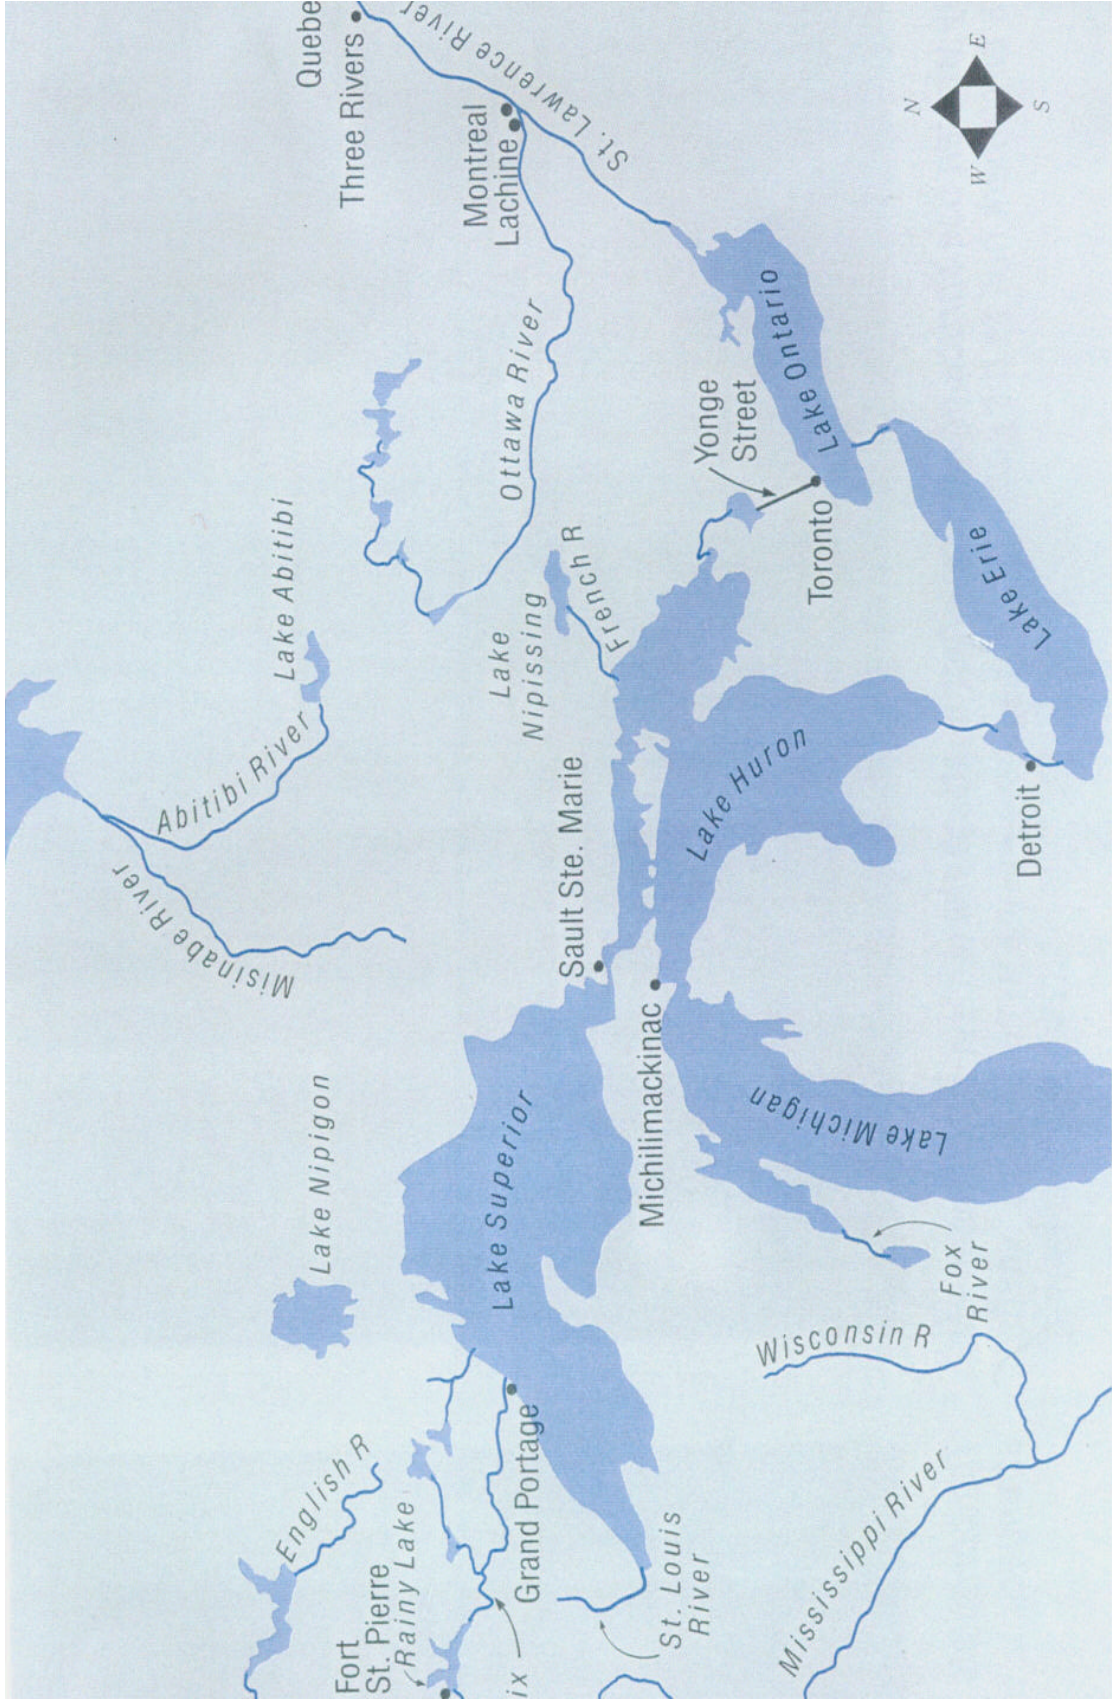 Quebe
Three Rivers
St. Lawrence River
Montreal
Lachine
N
E
S
W
Ottawa River
Lake Ontario
Yonge
Street
Toronto
Lake Abitibi
Abitibi River
Misinabe River
Lake
Nipissing
French R
Lake Erie
Lake Huron
Detroit
Sault Ste. Marie
Michilimackinac
Lake Michigan
Lake Superior
Lake Nipigon
Fox
River
Wisconsin R
Mississippi River
Grand Portage
English R
St. Louis
River
Fort
St. Pierre
Rainy Lake
ix